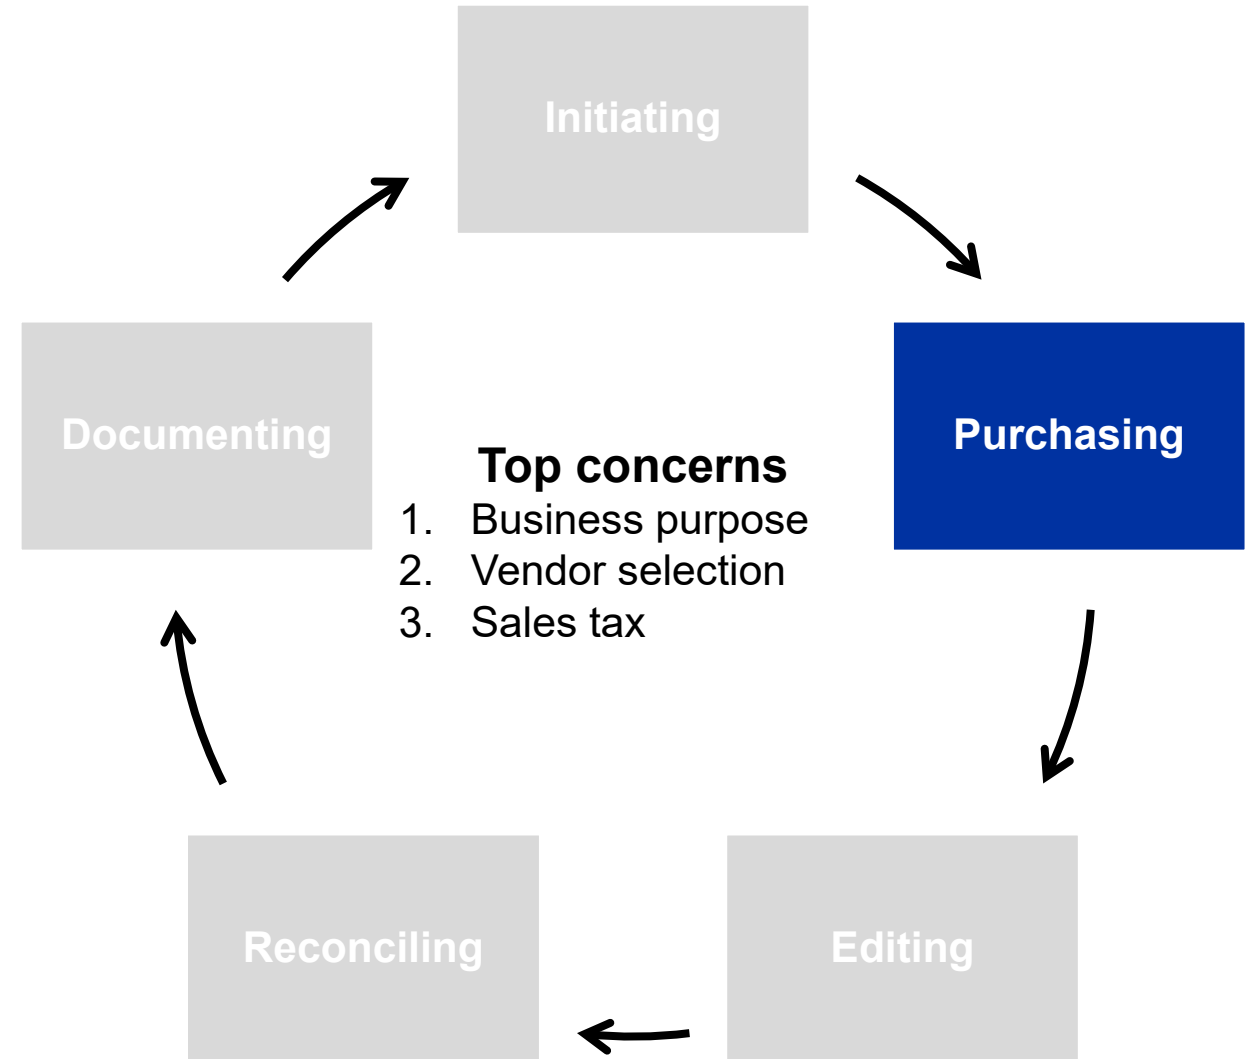 Initiating
Documenting
Purchasing
Top concerns
1. Business purpose
2. Vendor selection
3. Sales tax
Reconciling
Editing